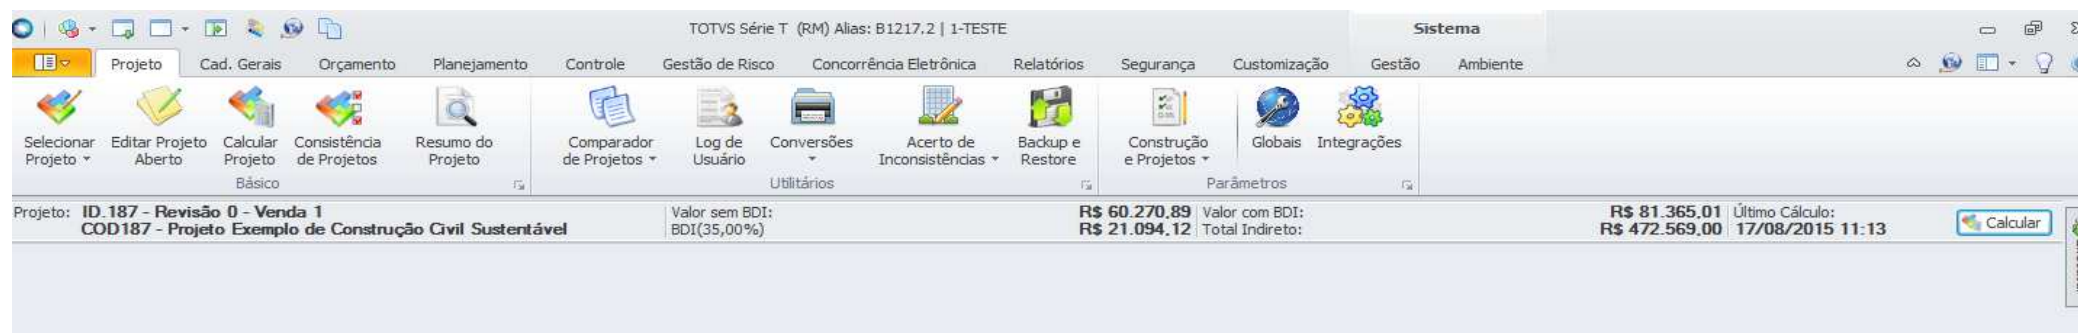 TOTVS Série T (RM) Alias: B1217.2 | 1-TESTE
Sistema
Projeto Cad. Gerais Orçamento Planejamento Controle Gestão de Risco Concorrência Eletrônica Relatórios Segurança Customização Gestão Ambiente
Selecionar Projeto
Editar Projeto Aberto
Calcular Projeto
Consistência de Projetos
Resumo do Projeto
Comparador de Projetos
Log de Usuário
Conversões
Acerto de Inconsistências
Backup e Restore
Construção e Projetos
Globais
Integrações
Básico
Utilitários
Parâmetros
Projeto: ID.187 - Revisão 0 - Venda 1
COD187 - Projeto Exemplo de Construção Civil Sustentável
Valor sem BDI: R$ 60.270,89
BDI(35,00%) R$ 21.094,12
Valor com BDI: R$ 81.365,01
Total Indireto: R$ 472.569,00
Último Cálculo:
17/08/2015 11:13
Calcular